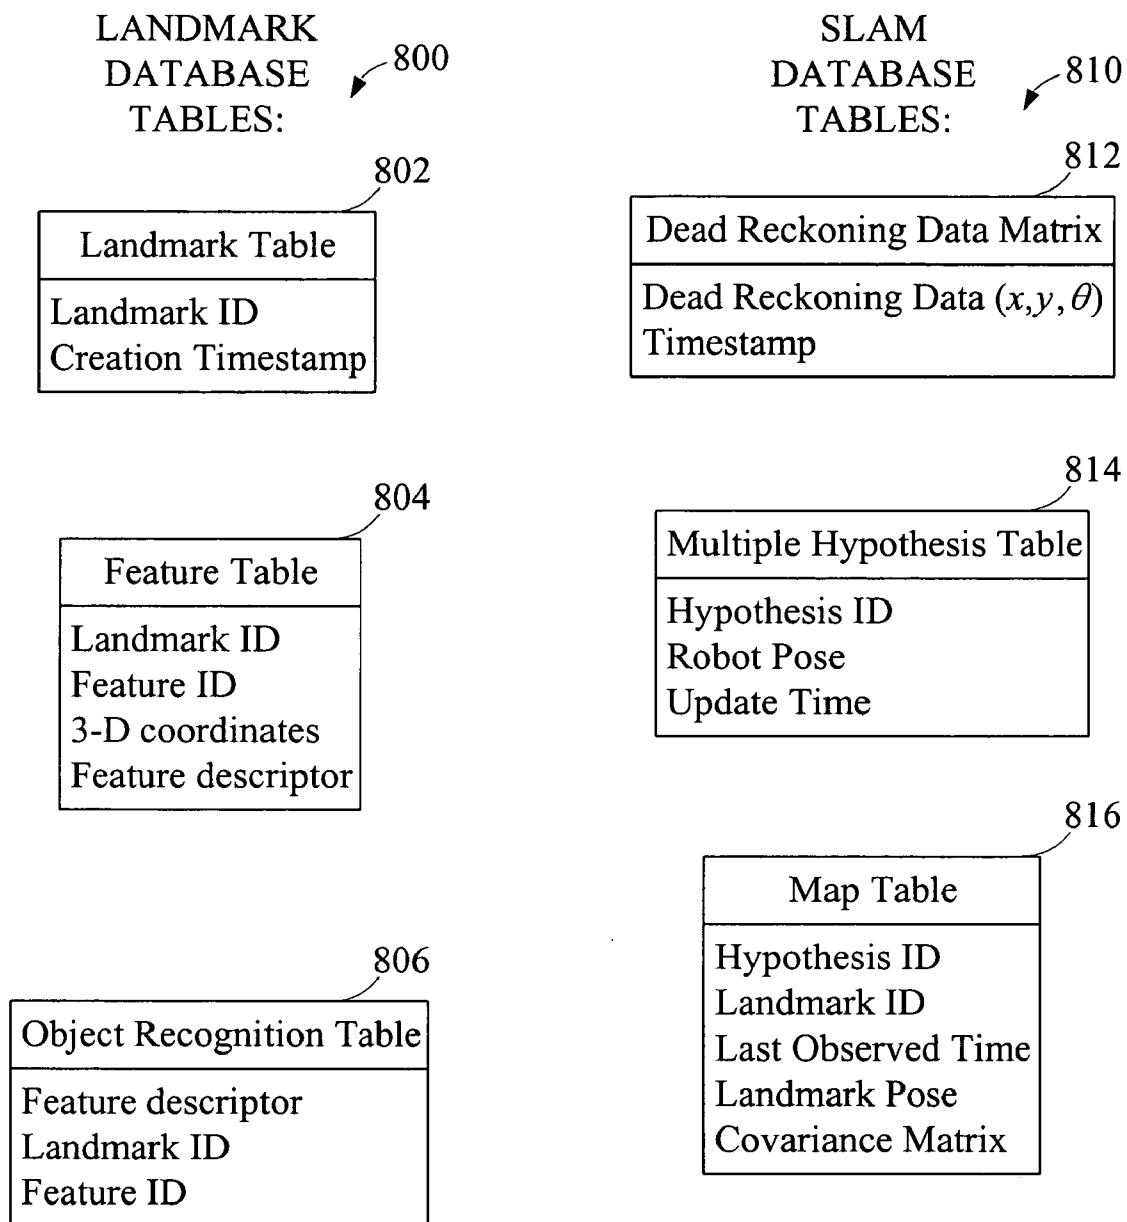 LANDMARK
DATABASE
TABLES:
800
802
Landmark Table
Landmark ID
Creation Timestamp
804
Feature Table
Landmark ID
Feature ID
3-D coordinates
Feature descriptor
806
Object Recognition Table
Feature descriptor
Landmark ID
Feature ID
SLAM
DATABASE
TABLES:
810
812
Dead Reckoning Data Matrix
Dead Reckoning Data (x,y,θ)
Timestamp
814
Multiple Hypothesis Table
Hypothesis ID
Robot Pose
Update Time
816
Map Table
Hypothesis ID
Landmark ID
Last Observed Time
Landmark Pose
Covariance Matrix